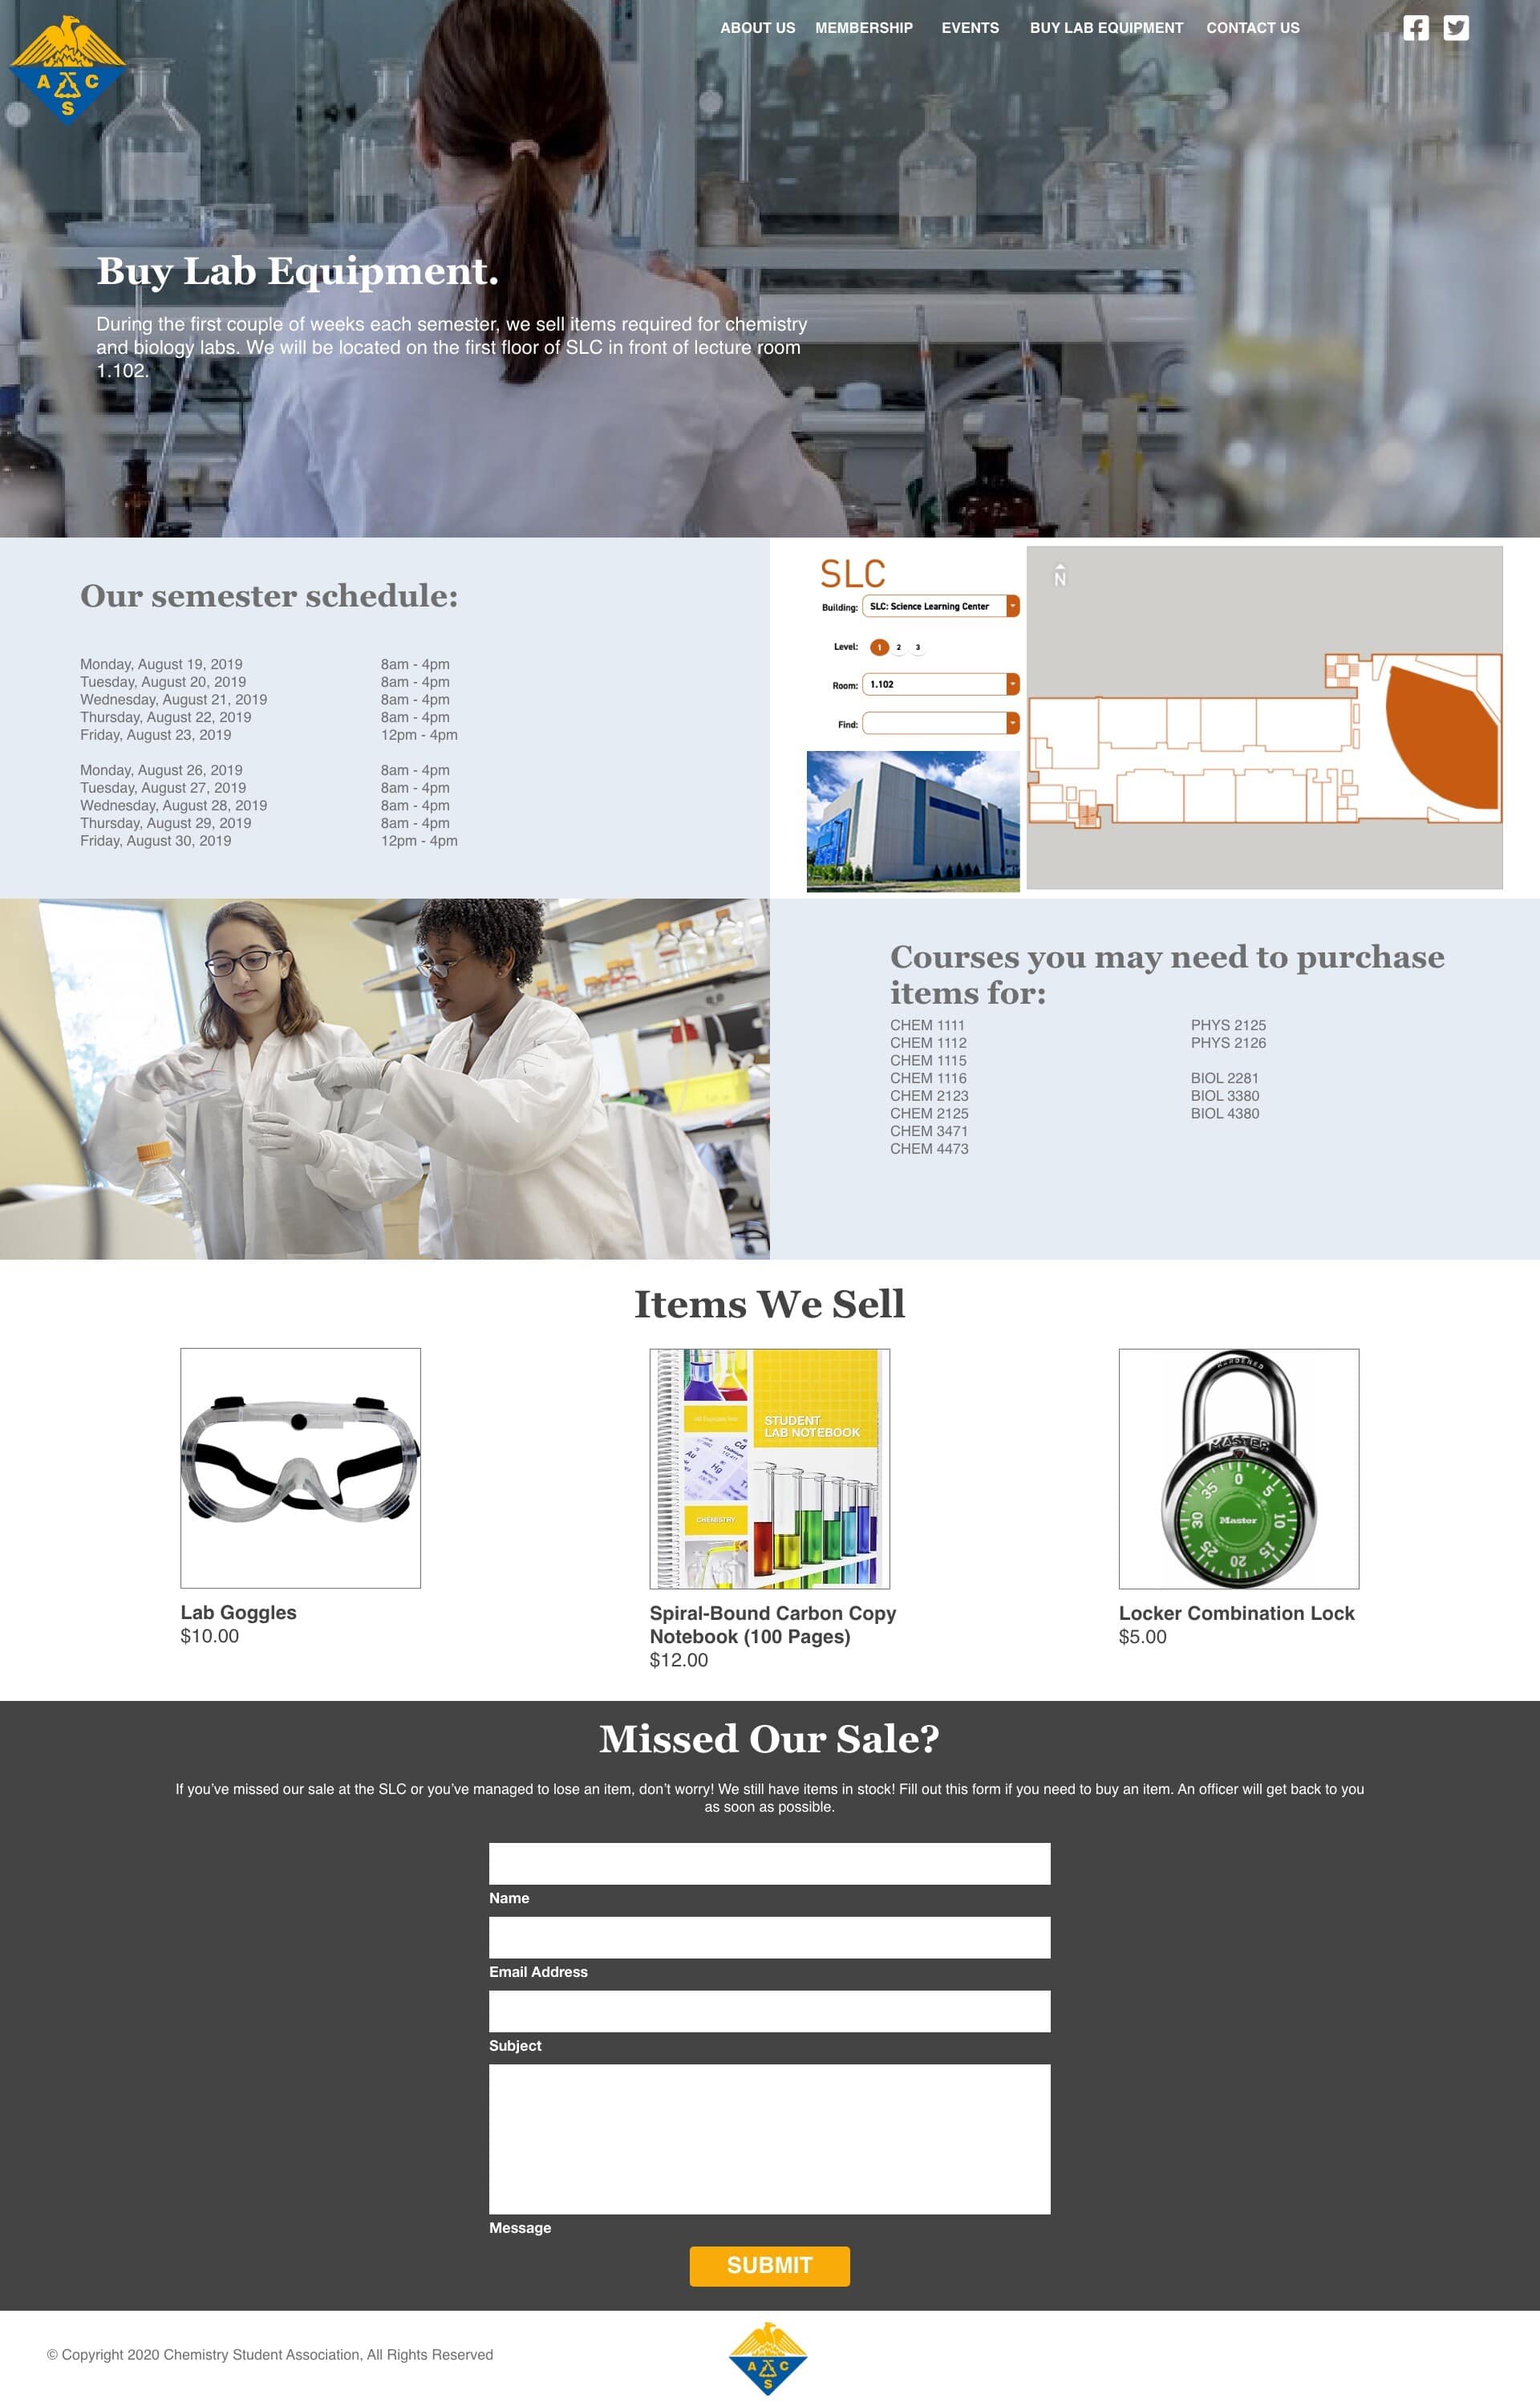 ABOUT US MEMBERSHIP EVENTS BUY LAB EQUIPMENT CONTACT US
A C
S
Buy Lab Equipment.
During the first couple of weeks each semester, we sell items required for chemistry
and biology labs. We will be located on the first floor of SLC in front of lecture room
1.102.
Our semester schedule:
Monday, August 19, 2019 8am - 4pm
Tuesday, August 20, 2019 8am - 4pm
Wednesday, August 21, 2019 8am - 4pm
Thursday, August 22, 2019 8am - 4pm
Friday, August 23, 2019 12pm - 4pm
Monday, August 26, 2019 8am - 4pm
Tuesday, August 27, 2019 8am - 4pm
Wednesday, August 28, 2019 8am - 4pm
Thursday, August 29, 2019 8am - 4pm
Friday, August 30, 2019 12pm - 4pm
SLC
Building: SLC: Science Learning Center
Level: 1 2 3
Room: 1.102
Find:
N
Courses you may need to purchase
items for:
CHEM 1111
CHEM 1112
CHEM 1115
CHEM 1116
CHEM 2123
CHEM 2125
CHEM 3471
CHEM 4473
PHYS 2125
PHYS 2126
BIOL 2281
BIOL 3380
BIOL 4380
Items We Sell
STUDENT
LAB NOTEBOOK
Cd
Au
Hg
CHEMISTRY
HARDENED
MASTER
0 5 10 15 20 25 30 35
Master
Lab Goggles
$10.00
Spiral-Bound Carbon Copy
Notebook (100 Pages)
$12.00
Locker Combination Lock
$5.00
Missed Our Sale?
If you’ve missed our sale at the SLC or you’ve managed to lose an item, don’t worry! We still have items in stock! Fill out this form if you need to buy an item. An officer will get back to you
as soon as possible.
Name
Email Address
Subject
Message
SUBMIT
© Copyright 2020 Chemistry Student Association, All Rights Reserved
A C
S